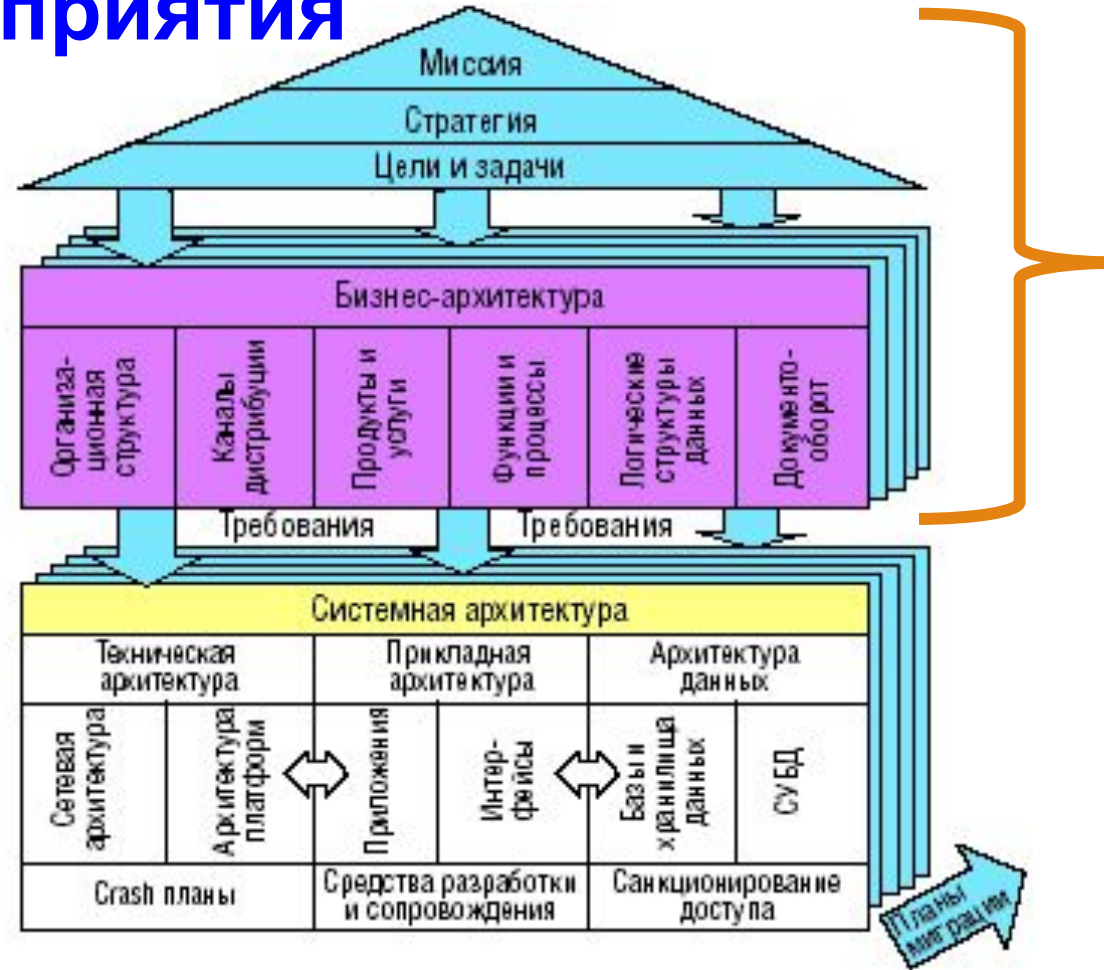 приятия
Миссия
Стратегия
Цели и задачи
Бизнес-архитектура
Организа-
ционная
структура
Каналы
дистрибуции
Продукты и
услуги
Функции и
процессы
Логические
структуры
данных
Документо-
оборот
Требования
Требования
Системная архитектура
Техническая
архитектура
Прикладная
архитектура
Архитектура
данных
Сетевая
архитектура
Архитектура
платформ
Приложения
Интер-
фейсы
Базы и
хранилища
данных
СУБД
Crash планы
Средства разработки
и сопровождения
Санкционирование
доступа
Планы
миграции